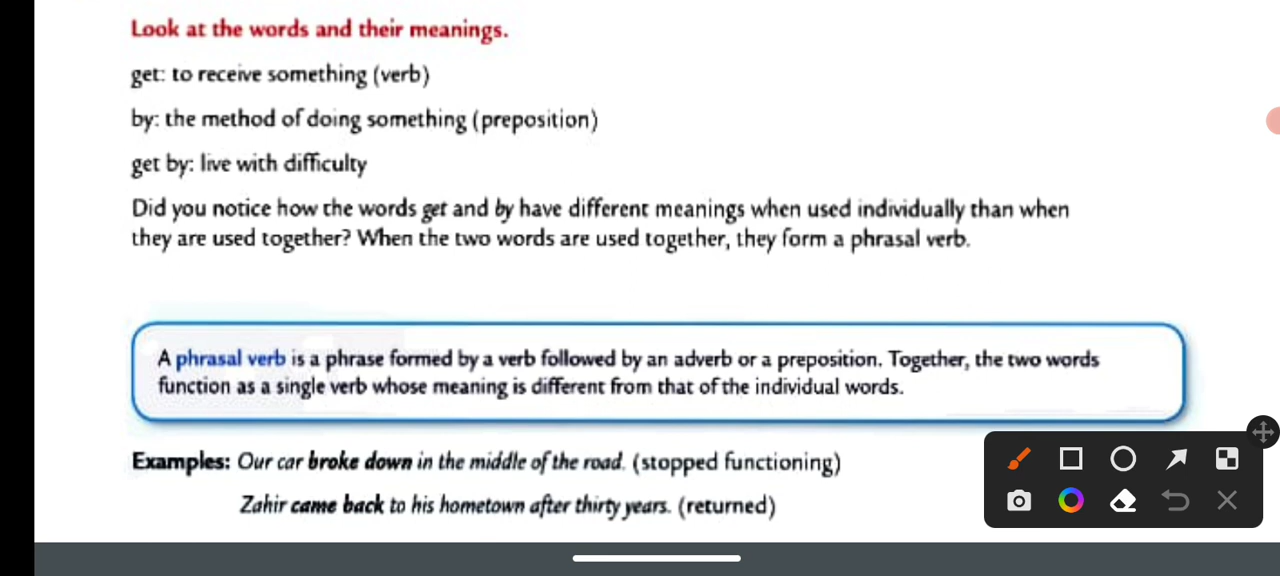 Look at the words and their meanings.
get: to receive something (verb)
by: the method of doing something (preposition)
get by: live with difficulty
Did you notice how the words get and by have different meanings when used individually than when
they are used together? When the two words are used together, they form a phrasal verb.
A phrasal verb is a phrase formed by a verb followed by an adverb or a preposition. Together, the two words
function as a single verb whose meaning is different from that of the individual words.
Examples: Our car broke down in the middle of the road. (stopped functioning)
Zahir came back to his hometown after thirty years. (returned)